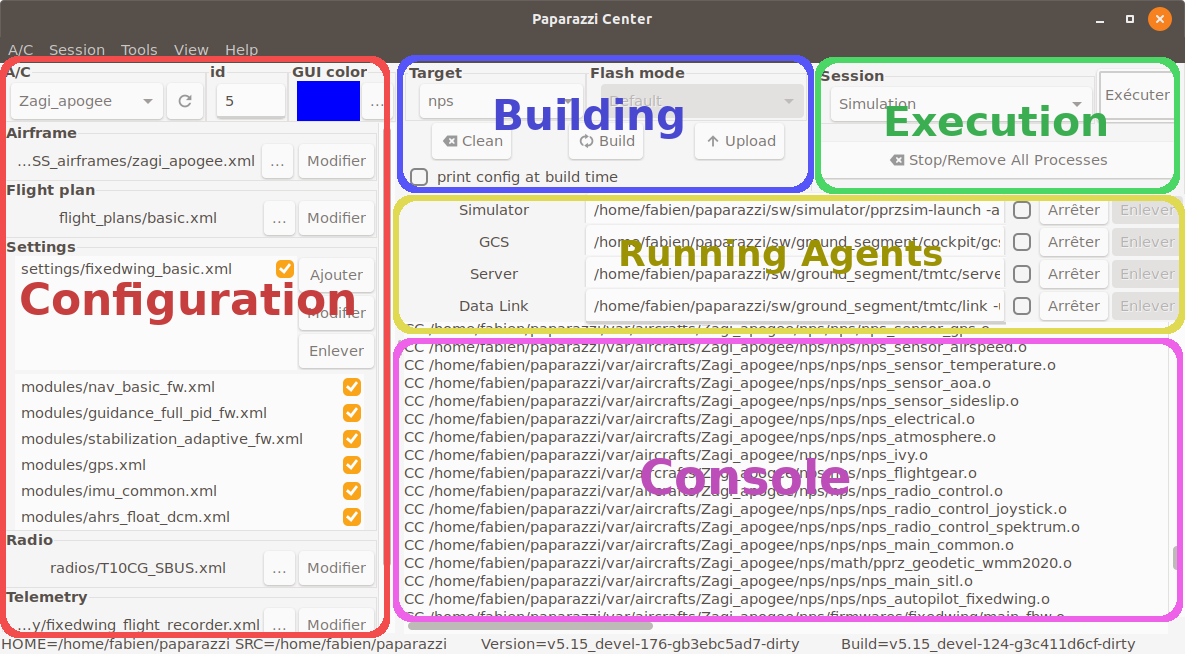 Paparazzi Center
A/C Session Tools View Help
A/C id GUI color
Zagi_apogee 5 ...
Airframe
...SS_airframes/zagi_apogee.xml ... Modifier
Flight plan
flight_plans/basic.xml ... Modifier
Settings
settings/fixedwing_basic.xml Ajouter
Configuration
Modifier
Enlever
modules/nav_basic_fw.xml
modules/guidance_full_pid_fw.xml
modules/stabilization_adaptive_fw.xml
modules/gps.xml
modules/imu_common.xml
modules/ahrs_float_dcm.xml
Radio
radios/T10CG_SBUS.xml ... Modifier
Telemetry
...y/fixedwing_flight_recorder.xml ... Modifier
Target Flash mode
nps Default
Building
Clean Build Upload
print config at build time
Session
Simulation Exécuter
Execution
Stop/Remove All Processes
Simulator /home/fabien/paparazzi/sw/simulator/pprzsim-launch -a Arrêter Enlever
GCS /home/fabien/paparazzi/sw/ground_segment/cockpit/gcs Arrêter Enlever
Running Agents
Server /home/fabien/paparazzi/sw/ground_segment/tmtc/serve Arrêter Enlever
Data Link /home/fabien/paparazzi/sw/ground_segment/tmtc/link Arrêter Enlever
CC /home/fabien/paparazzi/var/aircrafts/Zagi_apogee/nps/nps/nps_sensor_gps.o
CC /home/fabien/paparazzi/var/aircrafts/Zagi_apogee/nps/nps/nps_sensor_airspeed.o
CC /home/fabien/paparazzi/var/aircrafts/Zagi_apogee/nps/nps/nps_sensor_temperature.o
CC /home/fabien/paparazzi/var/aircrafts/Zagi_apogee/nps/nps/nps_sensor_aoa.o
CC /home/fabien/paparazzi/var/aircrafts/Zagi_apogee/nps/nps/nps_sensor_sideslip.o
CC /home/fabien/paparazzi/var/aircrafts/Zagi_apogee/nps/nps/nps_electrical.o
CC /home/fabien/paparazzi/var/aircrafts/Zagi_apogee/nps/nps/nps_atmosphere.o
CC /home/fabien/paparazzi/var/aircrafts/Zagi_apogee/nps/nps/nps_ivy.o
CC /home/fabien/paparazzi/var/aircrafts/Zagi_apogee/nps/nps/nps_flightgear.o
Console
CC /home/fabien/paparazzi/var/aircrafts/Zagi_apogee/nps/nps/nps_radio_control.o
CC /home/fabien/paparazzi/var/aircrafts/Zagi_apogee/nps/nps/nps_radio_control_joystick.o
CC /home/fabien/paparazzi/var/aircrafts/Zagi_apogee/nps/nps/nps_radio_control_spektrum.o
CC /home/fabien/paparazzi/var/aircrafts/Zagi_apogee/nps/nps/nps_main_common.o
CC /home/fabien/paparazzi/var/aircrafts/Zagi_apogee/nps/math/pprz_geodetic_wmm2020.o
CC /home/fabien/paparazzi/var/aircrafts/Zagi_apogee/nps/nps/nps_main_sitl.o
CC /home/fabien/paparazzi/var/aircrafts/Zagi_apogee/nps/nps/nps_autopilot_fixedwing.o
CC /home/fabien/paparazzi/var/aircrafts/Zagi_apogee/nps/firmwares/fixedwing/main_fbw.o
HOME=/home/fabien/paparazzi SRC=/home/fabien/paparazzi Version=v5.15_devel-176-gb3ebc5ad7-dirty Build=v5.15_devel-124-g3c411d6cf-dirty